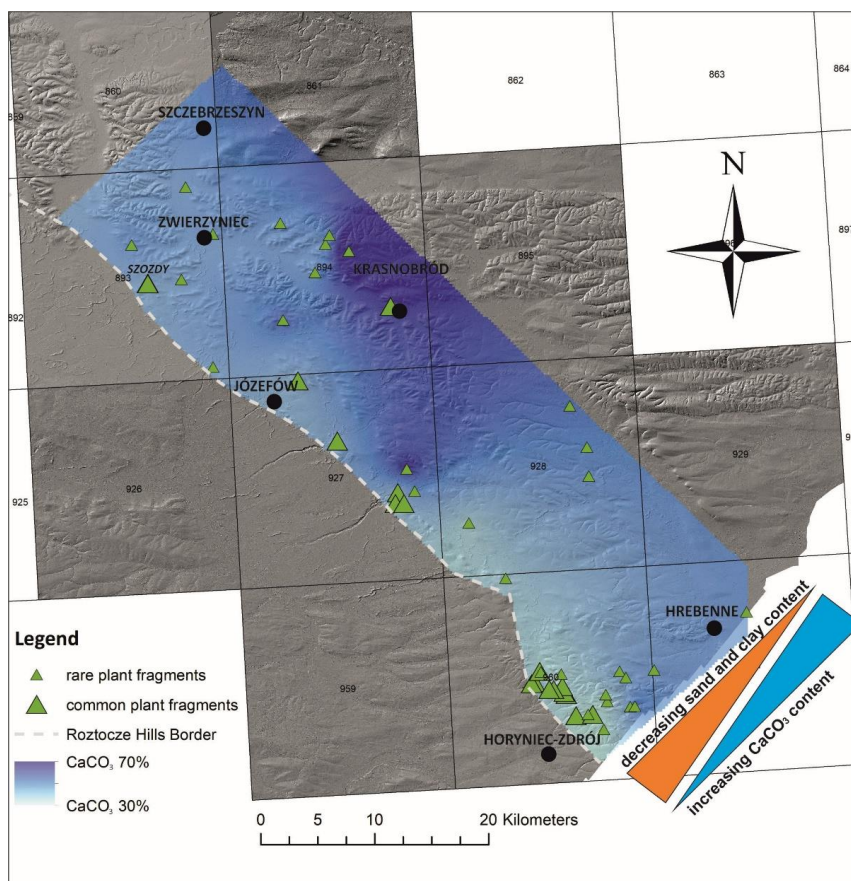 860
861
862
863
864
859
SZCZEBRZESZYN
N
ZWIERZYNIEC
897
895
894
KRASNOBRÓD
SZOZDY
893
892
JÓZEFÓW
929
928
927
926
925
HREBENNE
Legend
rare plant fragments
common plant fragments
Roztocze Hills Border
CaCO₃ 70%
CaCO₃ 30%
959
960
HORYNIEC-ZDRÓJ
decreasing sand and clay content
increasing CaCO₃ content
0 5 10 20 Kilometers